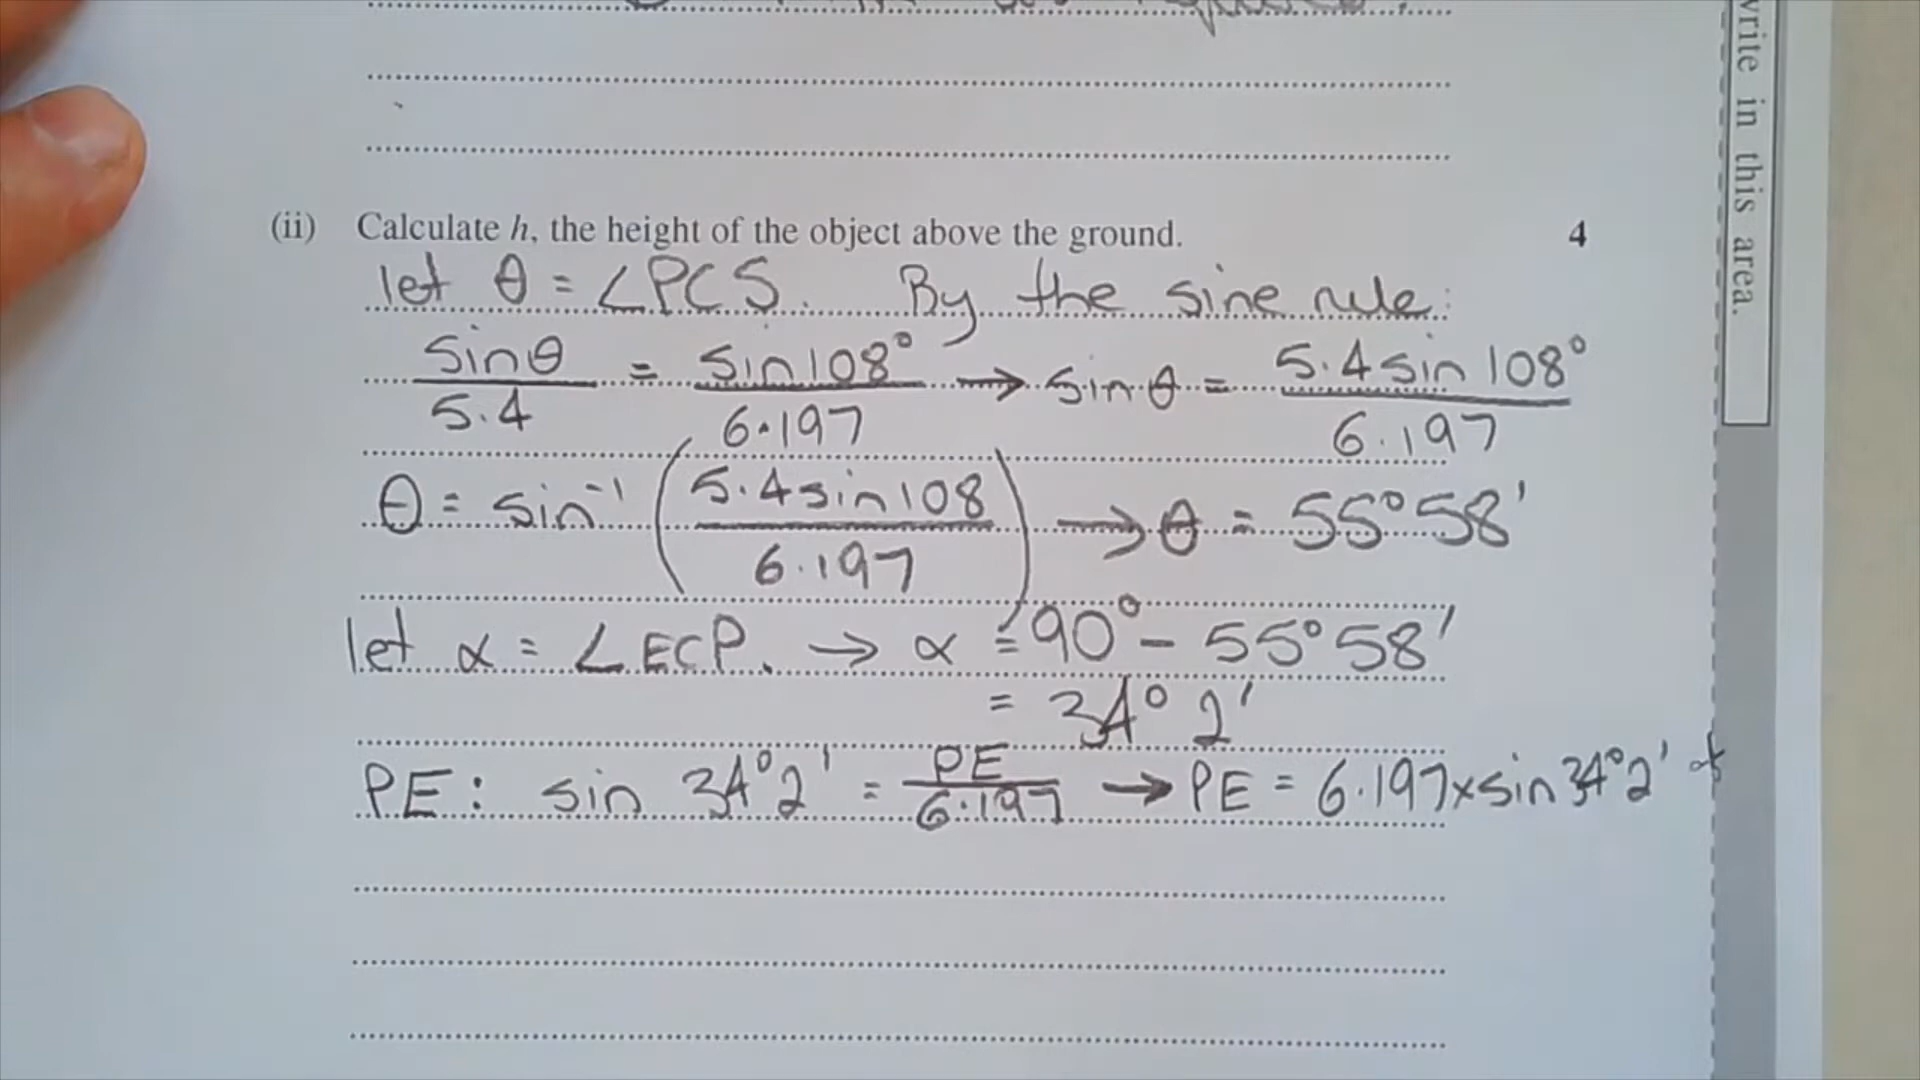 (ii) Calculate h, the height of the object above the ground. 4
let θ = ∠PCS. By the sine rule:
sinθ/5.4 = sin108°/6.197 → sinθ = 5.4sin108°/6.197
θ = sin⁻¹(5.4sin108/6.197) → θ = 55°58'
let α = ∠ECP. → α = 90° - 55°58'
= 34°2'
PE: sin 34°2' = PE/6.197 → PE = 6.197×sin34°2'
write in this area.